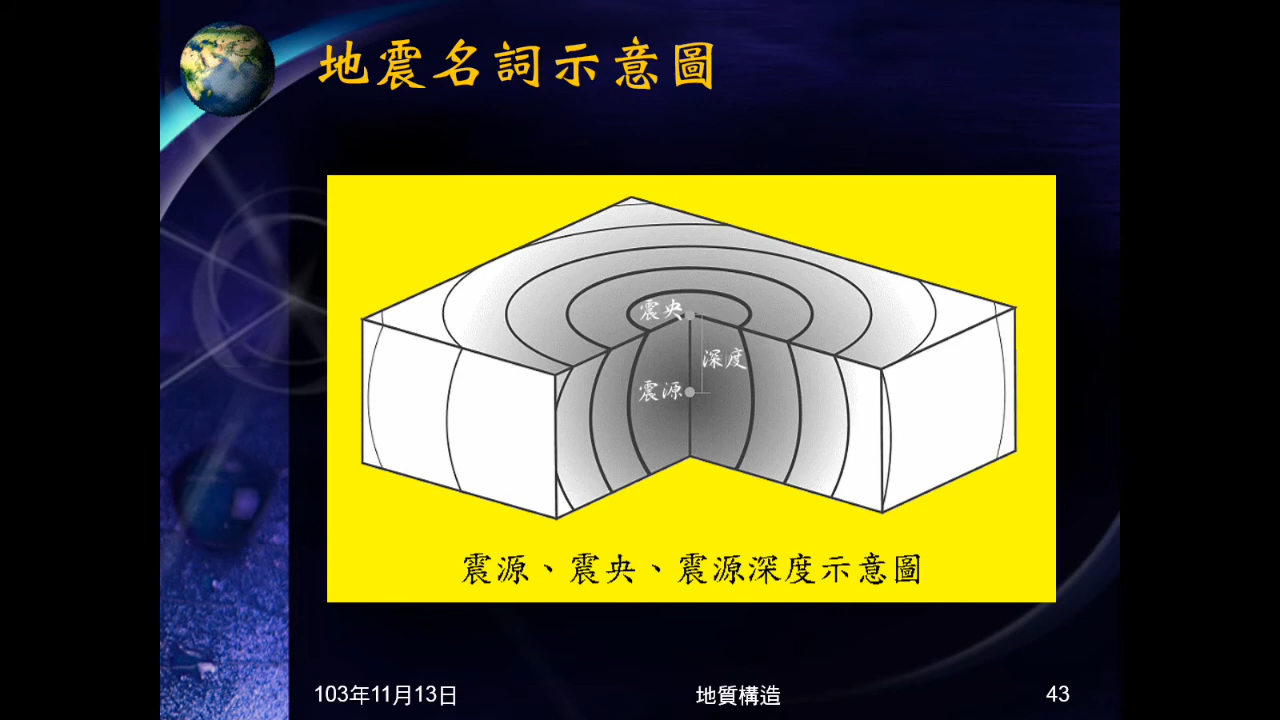 地震名詞示意圖
震央
深度
震源
震源、震央、震源深度示意圖
103年11月13日
地質構造
43